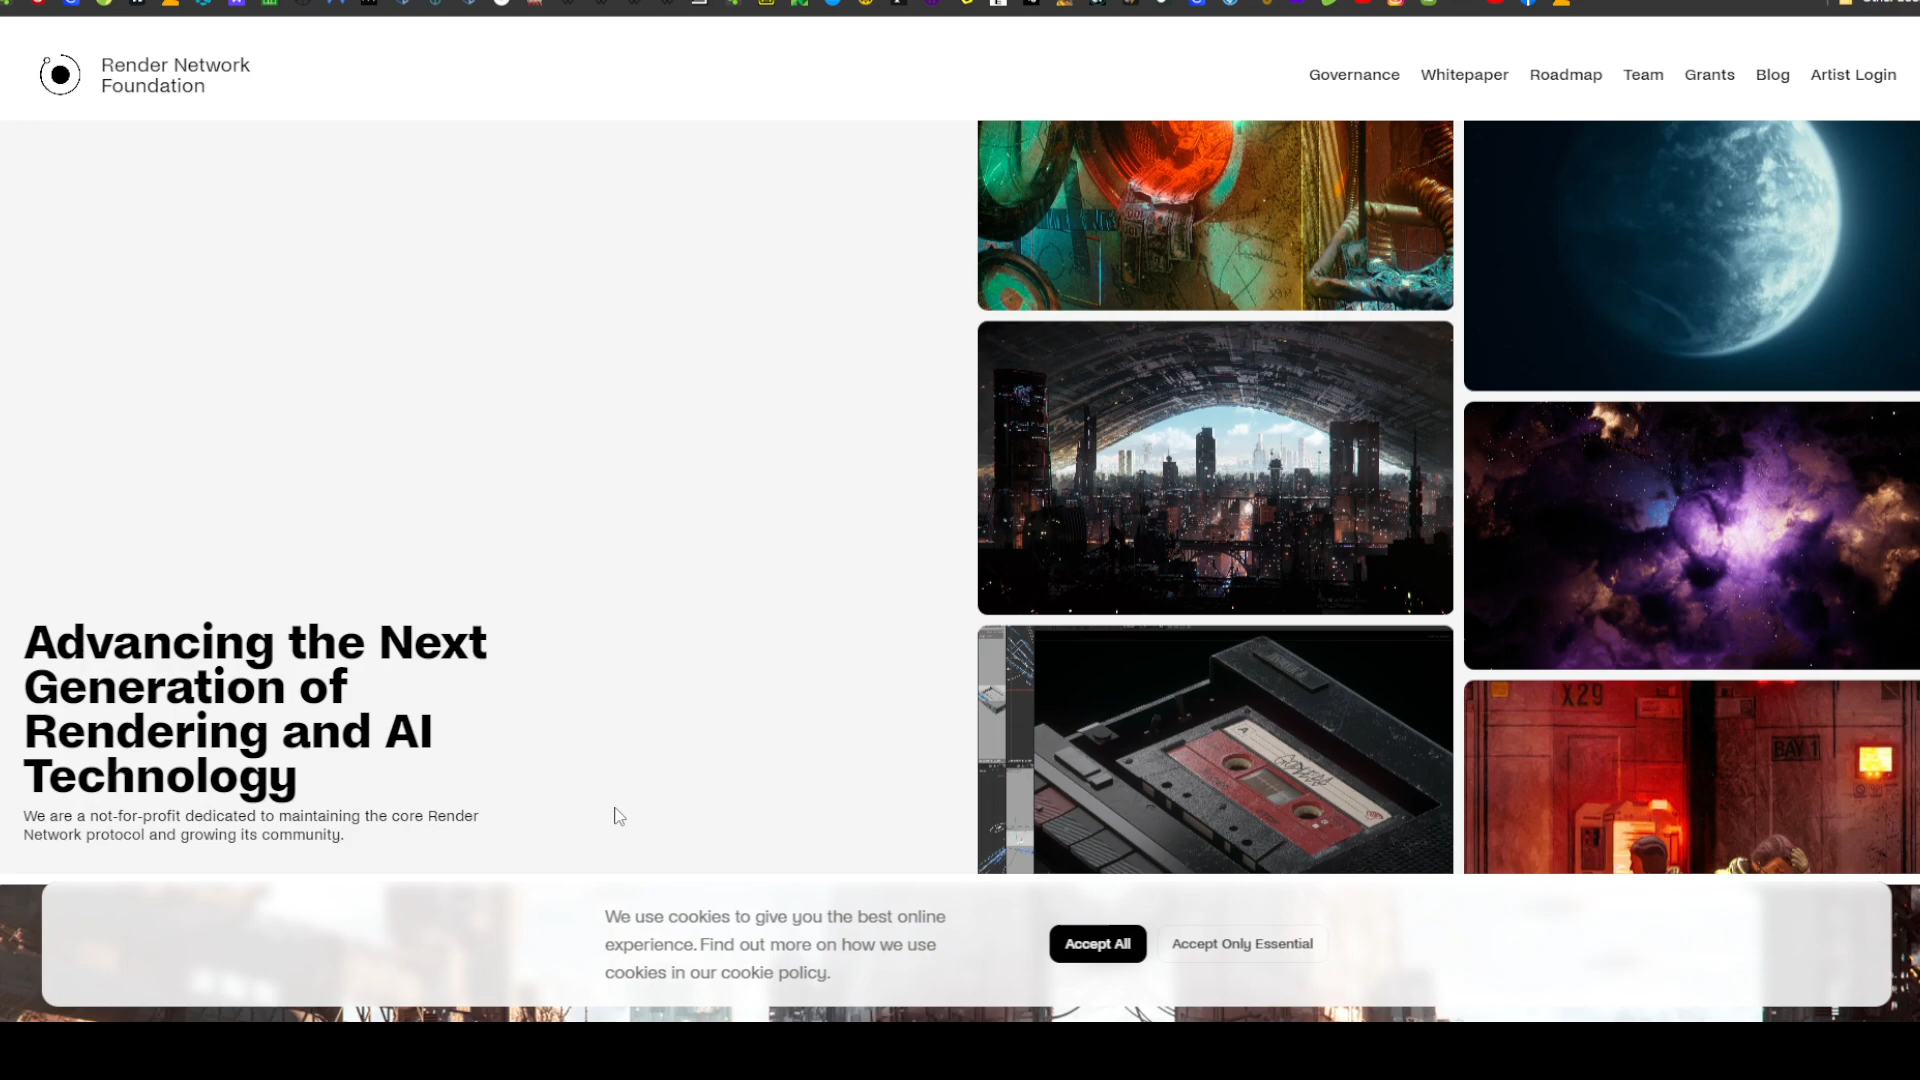 Render Network
Foundation
Governance
Whitepaper
Roadmap
Team
Grants
Blog
Artist Login
X29
BAY 1
A
Advancing the Next
Generation of
Rendering and AI
Technology
We are a not-for-profit dedicated to maintaining the core Render
Network protocol and growing its community.
We use cookies to give you the best online
experience. Find out more on how we use
cookies in our cookie policy.
Accept All
Accept Only Essential